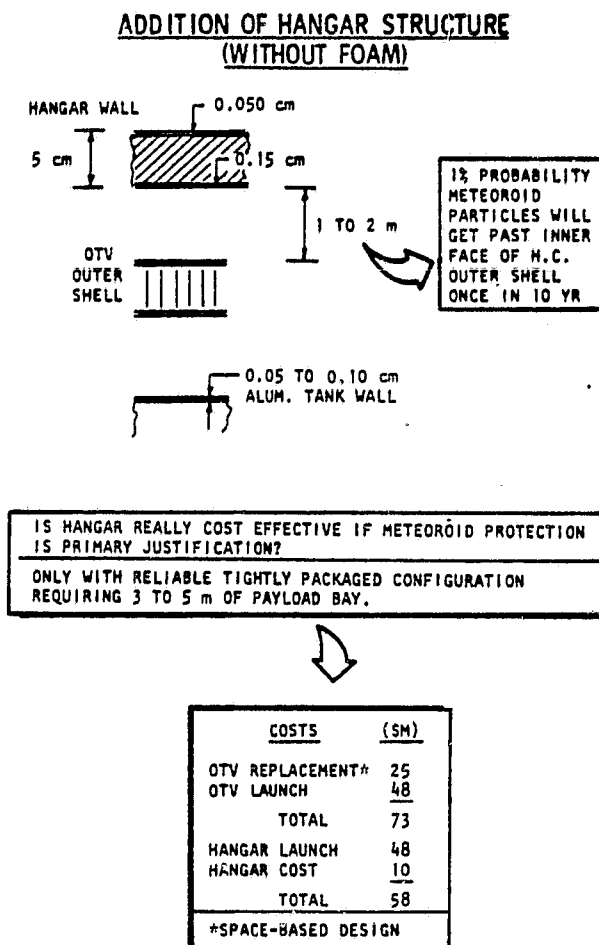 ADDITION OF HANGAR STRUCTURE
(WITHOUT FOAM)
HANGAR WALL
0.050 cm
5 cm
0.15 cm
1 TO 2 m
1% PROBABILITY
METEOROID
PARTICLES WILL
GET PAST INNER
FACE OF H.C.
OUTER SHELL
ONCE IN 10 YR
OTV
OUTER
SHELL
0.05 TO 0.10 cm
ALUM. TANK WALL
IS HANGAR REALLY COST EFFECTIVE IF METEOROID PROTECTION
IS PRIMARY JUSTIFICATION?
ONLY WITH RELIABLE TIGHTLY PACKAGED CONFIGURATION
REQUIRING 3 TO 5 m OF PAYLOAD BAY.
COSTS ($M)
OTV REPLACEMENT* 25
OTV LAUNCH 48
TOTAL 73
HANGAR LAUNCH 48
HANGAR COST 10
TOTAL 58
*SPACE-BASED DESIGN